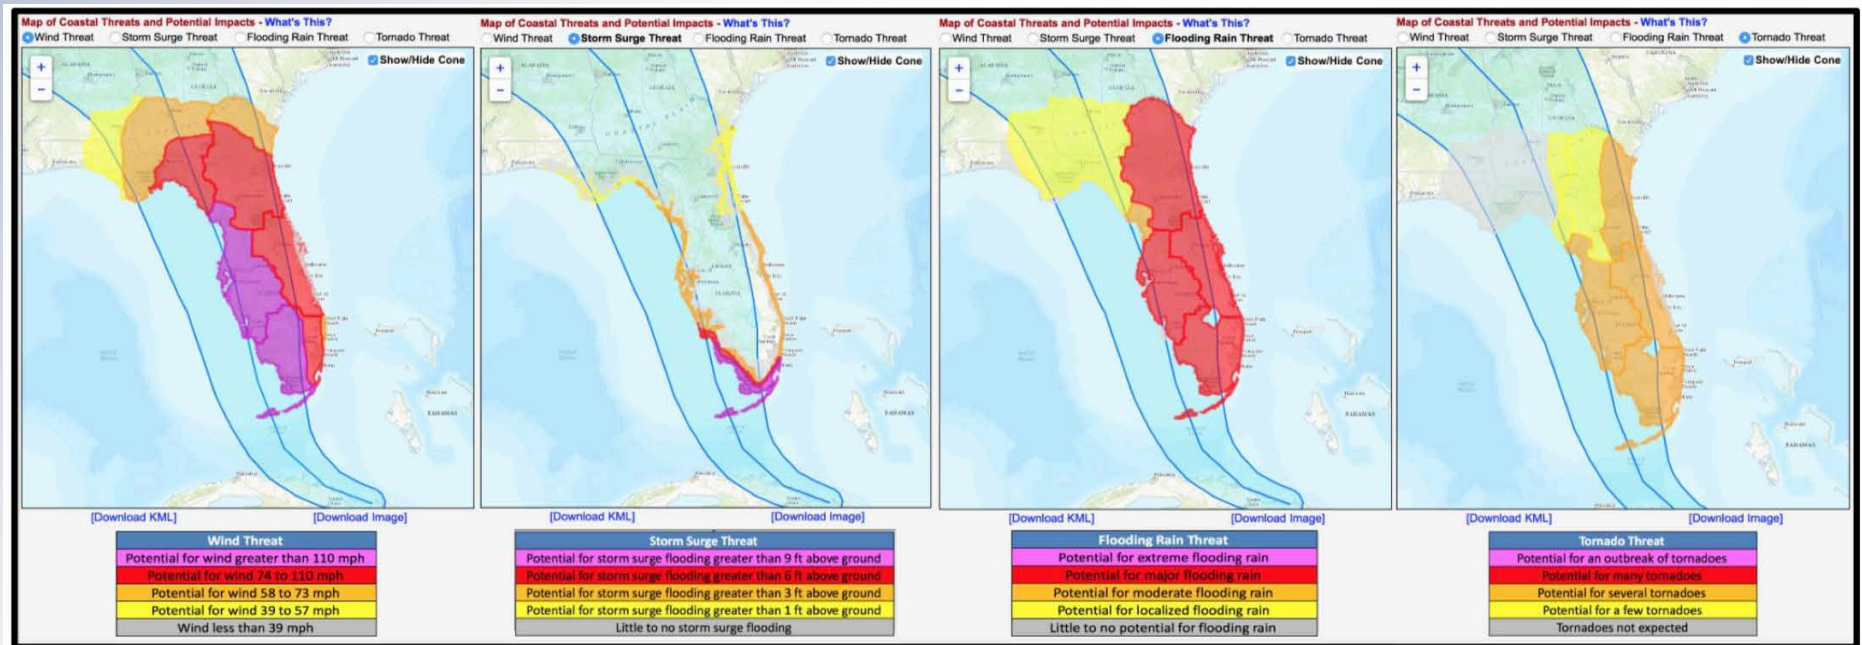 Map of Coastal Threats and Potential Impacts - What's This?
Wind Threat Storm Surge Threat Flooding Rain Threat Tornado Threat
+
−
Show/Hide Cone
GEORGIA
BAHAMAS
[Download KML] [Download Image]
Wind Threat
Potential for wind greater than 110 mph
Potential for wind 74 to 110 mph
Potential for wind 58 to 73 mph
Potential for wind 39 to 57 mph
Wind less than 39 mph
Map of Coastal Threats and Potential Impacts - What's This?
Wind Threat Storm Surge Threat Flooding Rain Threat Tornado Threat
+
−
Show/Hide Cone
GEORGIA
BAHAMAS
[Download KML] [Download Image]
Storm Surge Threat
Potential for storm surge flooding greater than 9 ft above ground
Potential for storm surge flooding greater than 6 ft above ground
Potential for storm surge flooding greater than 3 ft above ground
Potential for storm surge flooding greater than 1 ft above ground
Little to no storm surge flooding
Map of Coastal Threats and Potential Impacts - What's This?
Wind Threat Storm Surge Threat Flooding Rain Threat Tornado Threat
+
−
Show/Hide Cone
GEORGIA
BAHAMAS
[Download KML] [Download Image]
Flooding Rain Threat
Potential for extreme flooding rain
Potential for major flooding rain
Potential for moderate flooding rain
Potential for localized flooding rain
Little to no potential for flooding rain
Map of Coastal Threats and Potential Impacts - What's This?
Wind Threat Storm Surge Threat Flooding Rain Threat Tornado Threat
+
−
Show/Hide Cone
GEORGIA
BAHAMAS
[Download KML] [Download Image]
Tornado Threat
Potential for an outbreak of tornadoes
Potential for many tornadoes
Potential for several tornadoes
Potential for a few tornadoes
Tornadoes not expected